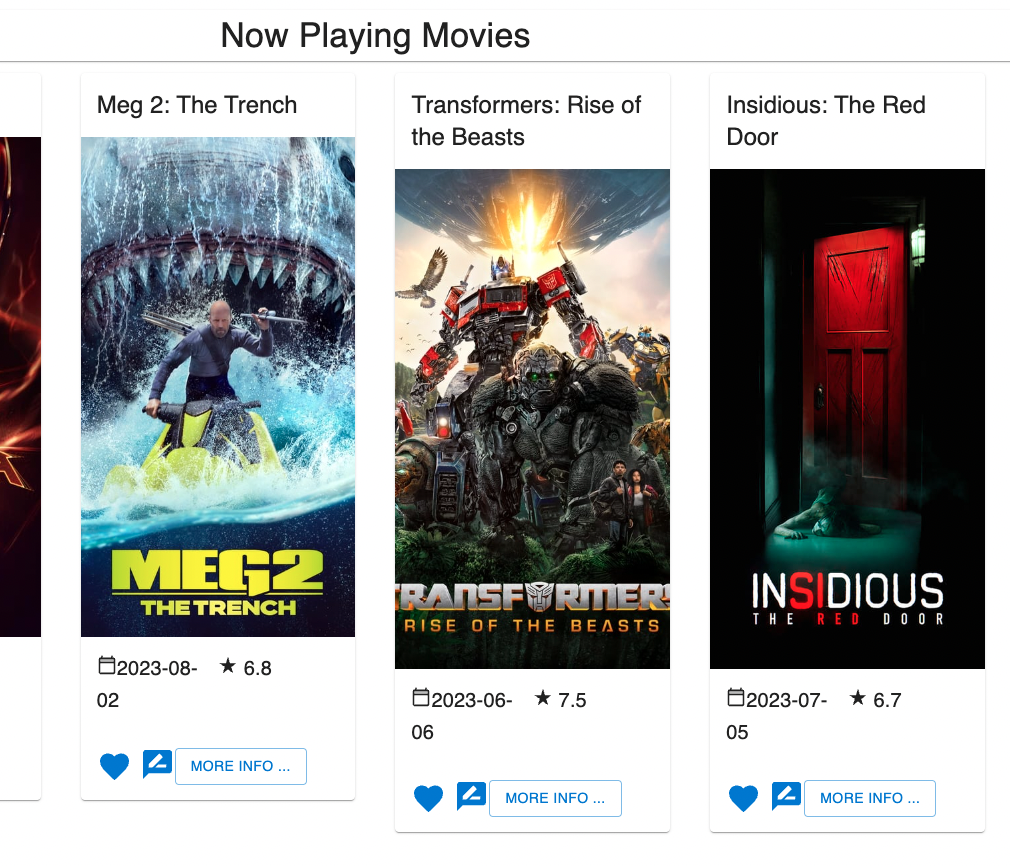 Now Playing Movies
Meg 2: The Trench
MEG2
THE TRENCH
2023-08-
02
6.8
MORE INFO ...
Transformers: Rise of
the Beasts
TRANSFORMERS
RISE OF THE BEASTS
2023-06-
06
7.5
MORE INFO ...
Insidious: The Red
Door
INSIDIOUS
THE RED DOOR
2023-07-
05
6.7
MORE INFO ...